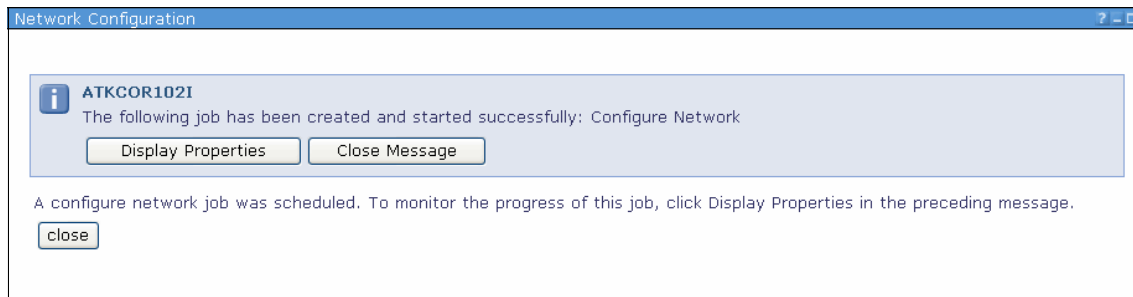 Network Configuration ? –
ATKCOR102I
The following job has been created and started successfully: Configure Network
Display Properties Close Message
A configure network job was scheduled. To monitor the progress of this job, click Display Properties in the preceding message.
close